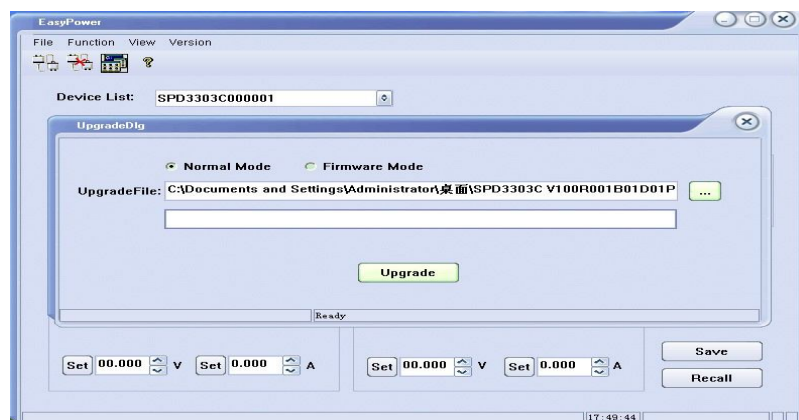 EasyPower
File Function View Version
Device List: SPD3303C000001
UpgradeDlg
Normal Mode Firmware Mode
UpgradeFile: C:\Documents and Settings\Administrator\桌面\SPD3303C V100R001B01D01P ...
Upgrade
Ready
Set 00.000 V Set 0.000 A Set 00.000 V Set 0.000 A
Save
Recall
17:49:44